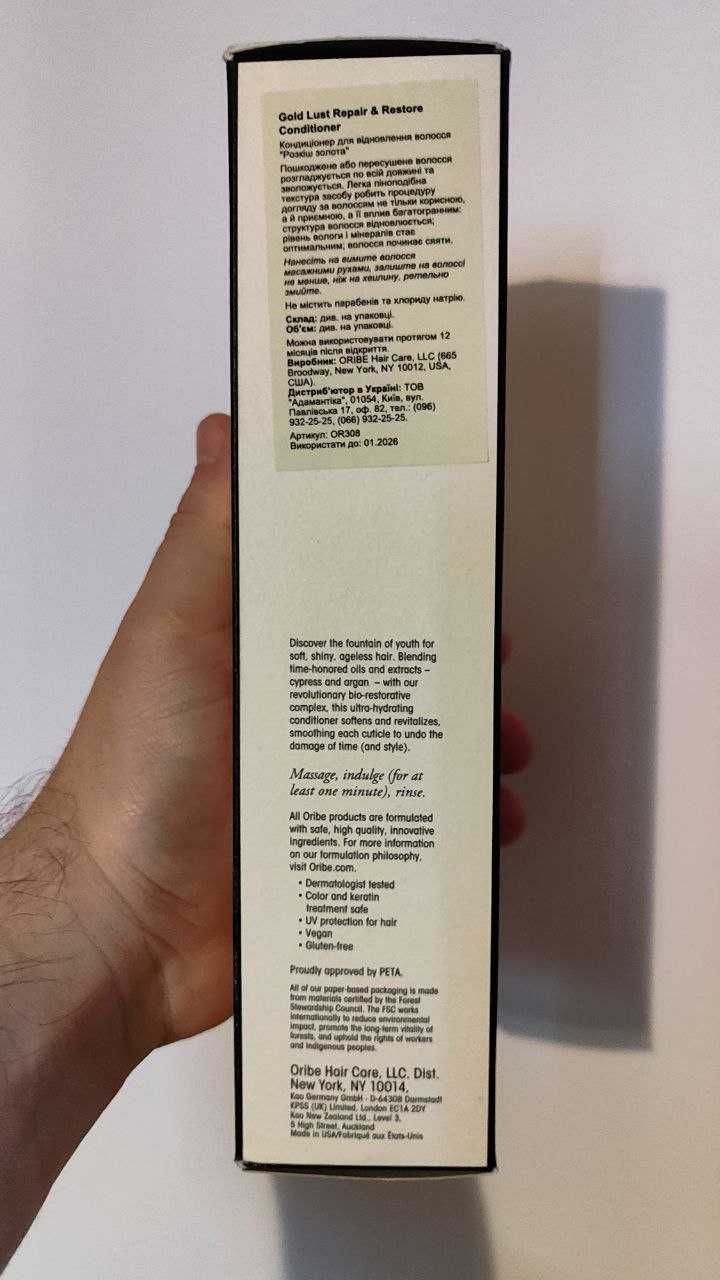 Gold Lust Repair & Restore
Conditioner
Кондиціонер для відновлення волосся
"Розкіш золота"
Пошкоджене або пересушене волосся
розгладжується по всій довжині та
зволожується. Легка піноподібна
текстура засобу робить процедуру
догляду за волоссям не тільки корисною,
а й приємною, а її вплив багатогранним:
структура волосся відновлюється;
рівень вологи і мінералів стає
оптимальним; волосся починає сяяти.
Нанесіть на вимите волосся
масажними рухами, залиште на волоссі
не менше, ніж на хвилину, ретельно
змийте.
Не містить парабенів та хлориду натрію.
Склад: див. на упаковці.
Об'єм: див. на упаковці.
Можна використовувати протягом 12
місяців після відкриття.
Виробник: ORIBE Hair Care, LLC (665
Broodway, New York, NY 10012, USA,
США).
Дистриб'ютор в Україні: ТОВ
"Адамантіка", 01054, Київ, вул.
Павлівська 17, оф. 82, тел.: (096)
932-25-25, (066) 932-25-25.
Артикул: OR308
Використати до: 01.2026
Discover the fountain of youth for
soft, shiny, ageless hair. Blending
time-honored oils and extracts –
cypress and argan – with our
revolutionary bio-restorative
complex, this ultra-hydrating
conditioner softens and revitalizes,
smoothing each cuticle to undo the
damage of time (and style).
Massage, indulge (for at
least one minute), rinse.
All Oribe products are formulated
with safe, high quality, innovative
ingredients. For more information
on our formulation philosophy,
visit Oribe.com.
• Dermatologist tested
• Color and keratin
treatment safe
• UV protection for hair
• Vegan
• Gluten-free
Proudly approved by PETA.
All of our paper-based packaging is made
from materials certified by the Forest
Stewardship Council. The FSC works
internationally to reduce environmental
impact, promote the long-term vitality of
forests, and uphold the rights of workers
and indigenous peoples.
Oribe Hair Care, LLC. Dist.
New York, NY 10014,
Kao Germany GmbH - D-64308 Darmstadt
KPSS (UK) Limited, London EC1A 2DY
Kao New Zealand Ltd., Level 3,
5 High Street, Auckland
Made in USA/Fabriqué aux États-Unis